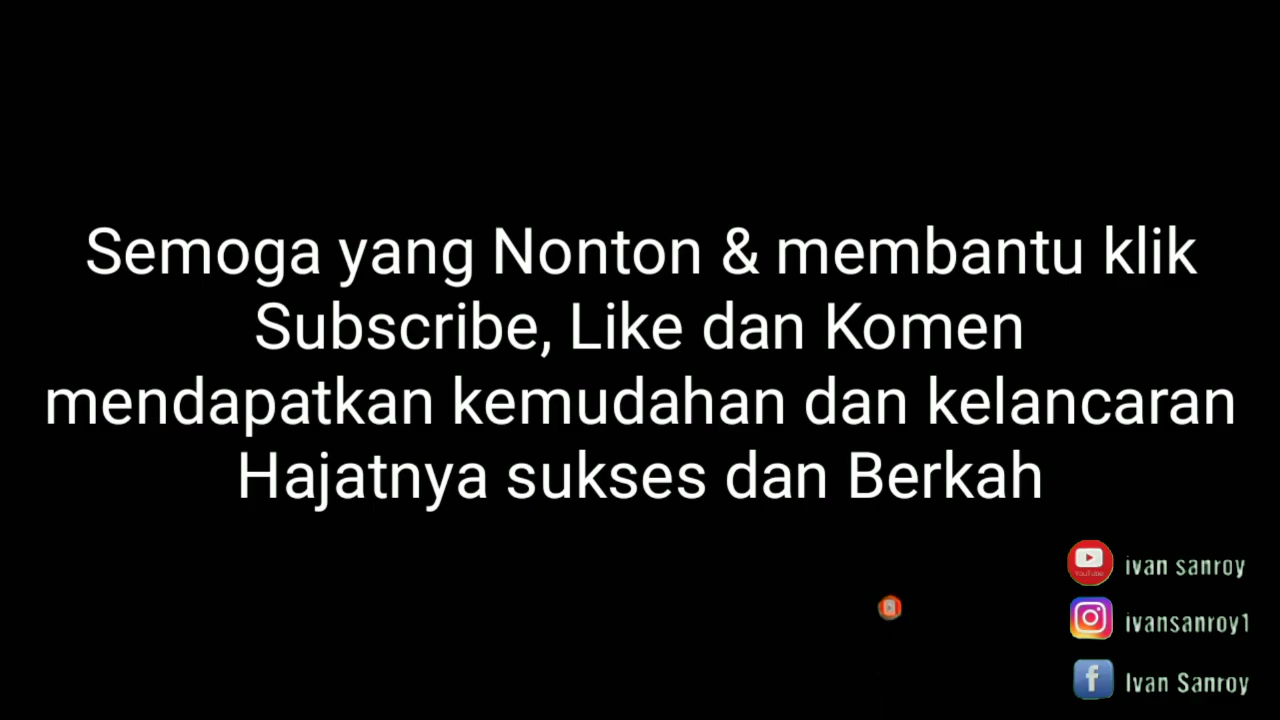 Semoga yang Nonton & membantu klik
Subscribe, Like dan Komen
mendapatkan kemudahan dan kelancaran
Hajatnya sukses dan Berkah
YouTube
ivan sanroy
ivansanroy1
f
Ivan Sanroy